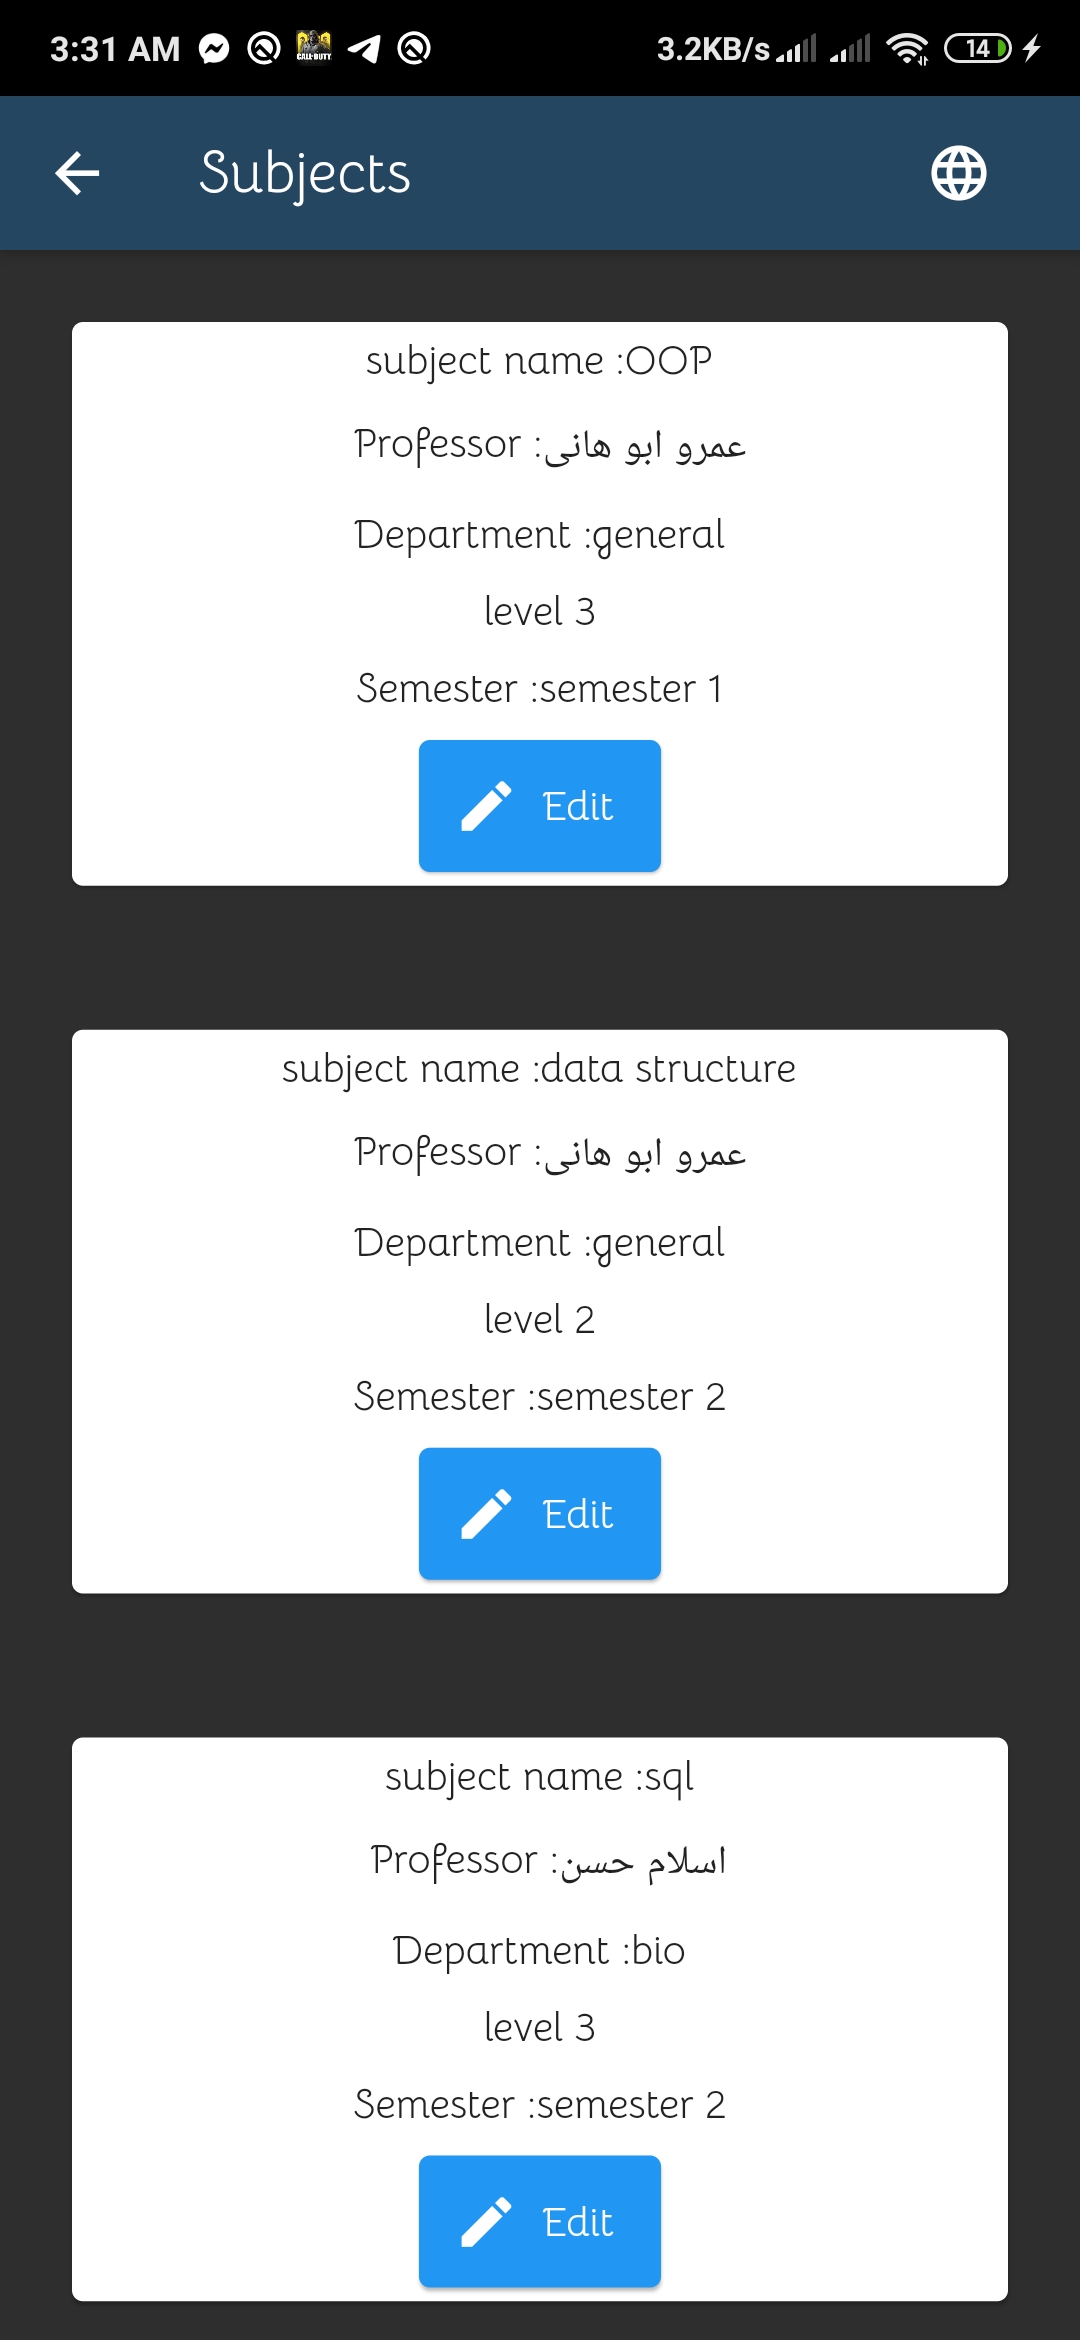 3:31 AM
3.2KB/s
14
Subjects
subject name :OOP
Professor :عمرو ابو هانى
Department :general
level 3
Semester :semester 1
Edit
subject name :data structure
Professor :عمرو ابو هانى
Department :general
level 2
Semester :semester 2
Edit
subject name :sql
Professor :اسلام حسن
Department :bio
level 3
Semester :semester 2
Edit